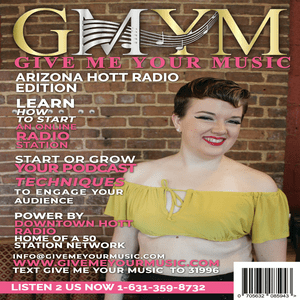 GMYM
GIVE ME YOUR MUSIC
ARIZONA HOTT RADIO
EDITION
LEARN
HOW
TO START
AN ONLINE
RADIO
STATION
START OR GROW
YOUR PODCAST
TECHNIQUES
TO ENGAGE YOUR
AUDIENCE
POWER BY
DOWNTOWN HOTT
RADIO
HOME OF A 50
STATION NETWORK
INFO@GIVEMEYOURMUSIC.COM
WWW.GIVEMEYOURMUSIC.COM
TEXT GIVE ME YOUR MUSIC TO 31996
LISTEN 2 US NOW 1-631-359-8732
0 705632 085943